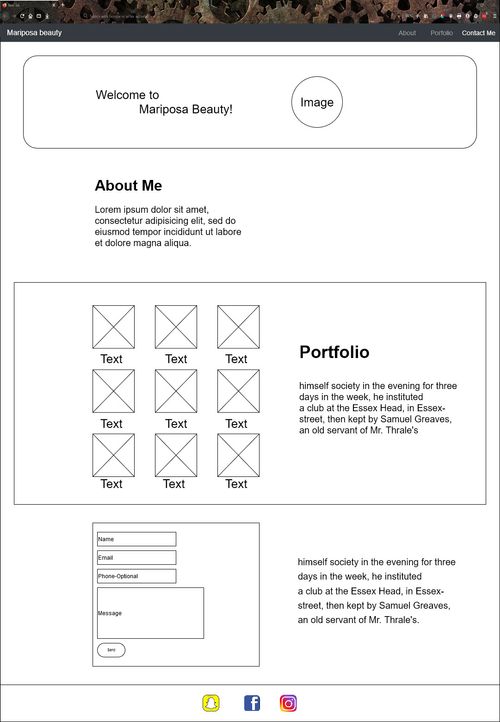 Mariposa beauty
About
Porfolio
Contact Me
Welcome to
Mariposa Beauty!
Image
About Me
Lorem ipsum dolor sit amet,
consectetur adipisicing elit, sed do
eiusmod tempor incididunt ut labore
et dolore magna aliqua.
Text Text Text
Text Text Text
Text Text Text
Portfolio
himself society in the evening for three
days in the week, he instituted
a club at the Essex Head, in Essex-
street, then kept by Samuel Greaves,
an old servant of Mr. Thrale's
Name
Email
Phone-Optional
Message
Send
himself society in the evening for three
days in the week, he instituted
a club at the Essex Head, in Essex-
street, then kept by Samuel Greaves,
an old servant of Mr. Thrale's.